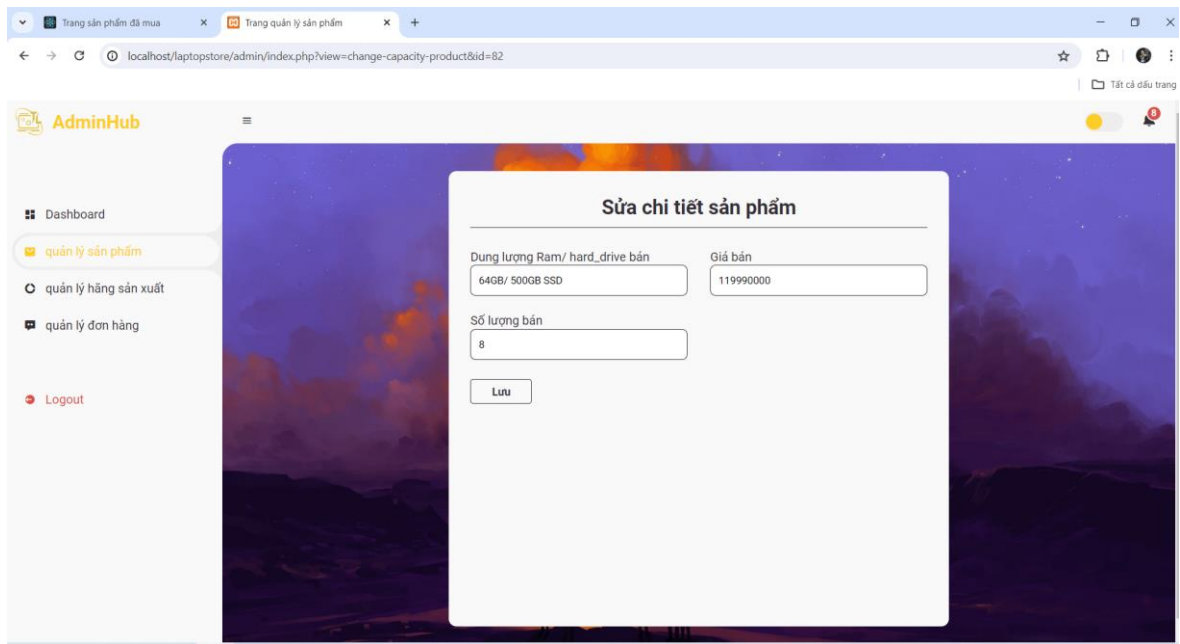 Trang sản phẩm đã mua
Trang quản lý sản phẩm
localhost/laptopstore/admin/index.php?view=change-capacity-product&id=82
Tất cả dấu trang
AdminHub
8
Dashboard
quản lý sản phẩm
quản lý hãng sản xuất
quản lý đơn hàng
Logout
Sửa chi tiết sản phẩm
Dung lượng Ram/ hard_drive bán
Giá bán
64GB/ 500GB SSD
119990000
Số lượng bán
8
Lưu